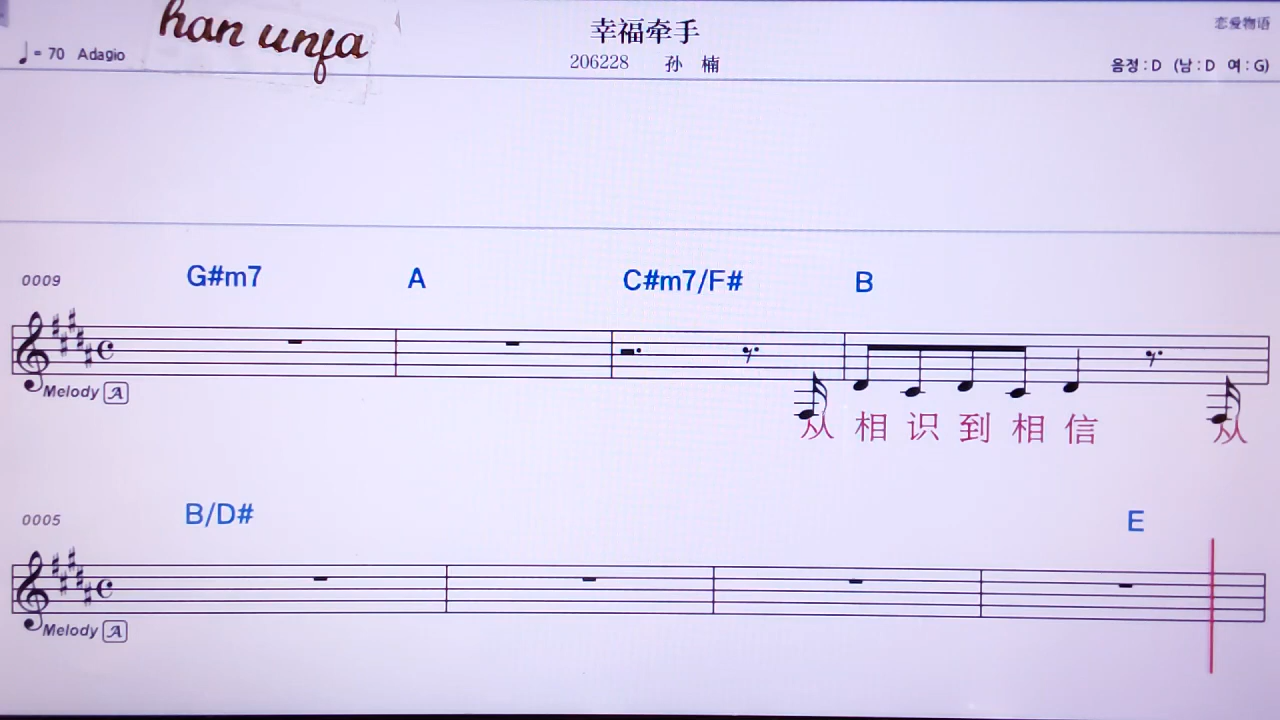 han unfa
幸福牵手
恋爱物语
♩= 70 Adagio
206228 孙 楠
음정 : D (남 : D 여 : G)
0009 G#m7 A C#m7/F# B
Melody A
从 相 识 到 相 信 从
0005 B/D# E
Melody A